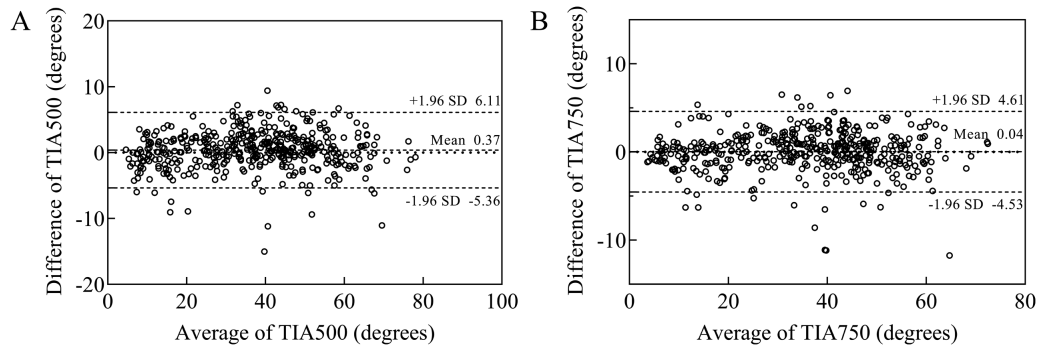 A
Difference of TIA500 (degrees)
20
10
0
-10
-20
+1.96 SD 6.11
Mean 0.37
-1.96 SD -5.36
0 20 40 60 80 100
Average of TIA500 (degrees)
B
Difference of TIA750 (degrees)
10
0
-10
+1.96 SD 4.61
Mean 0.04
-1.96 SD -4.53
0 20 40 60 80
Average of TIA750 (degrees)